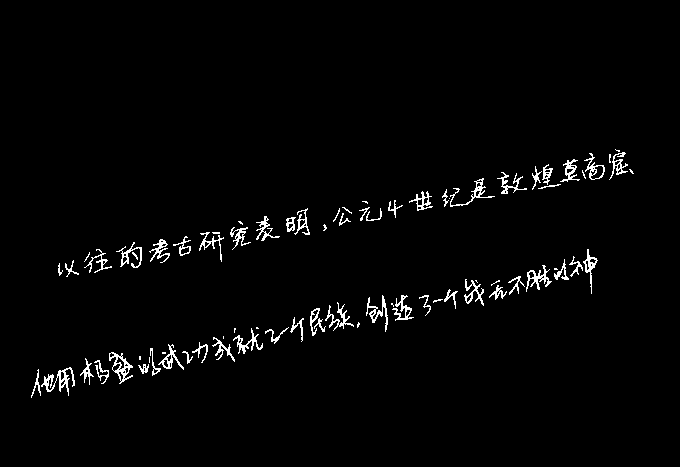 以往的考古研究表明,公元4世纪是敦煌莫高窟
他用极盛的武功成就了一个民族,创造了一个战无不胜的神